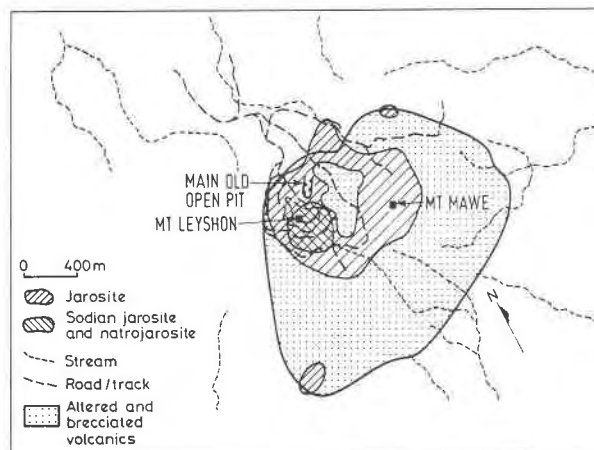 MAIN OLD
OPEN PIT
MT LEYSHON
MT MAWE
0 400m
Jarosite
Sodian jarosite
and natrojarosite
Stream
Road/track
Altered and
brecciated
volcanics
N